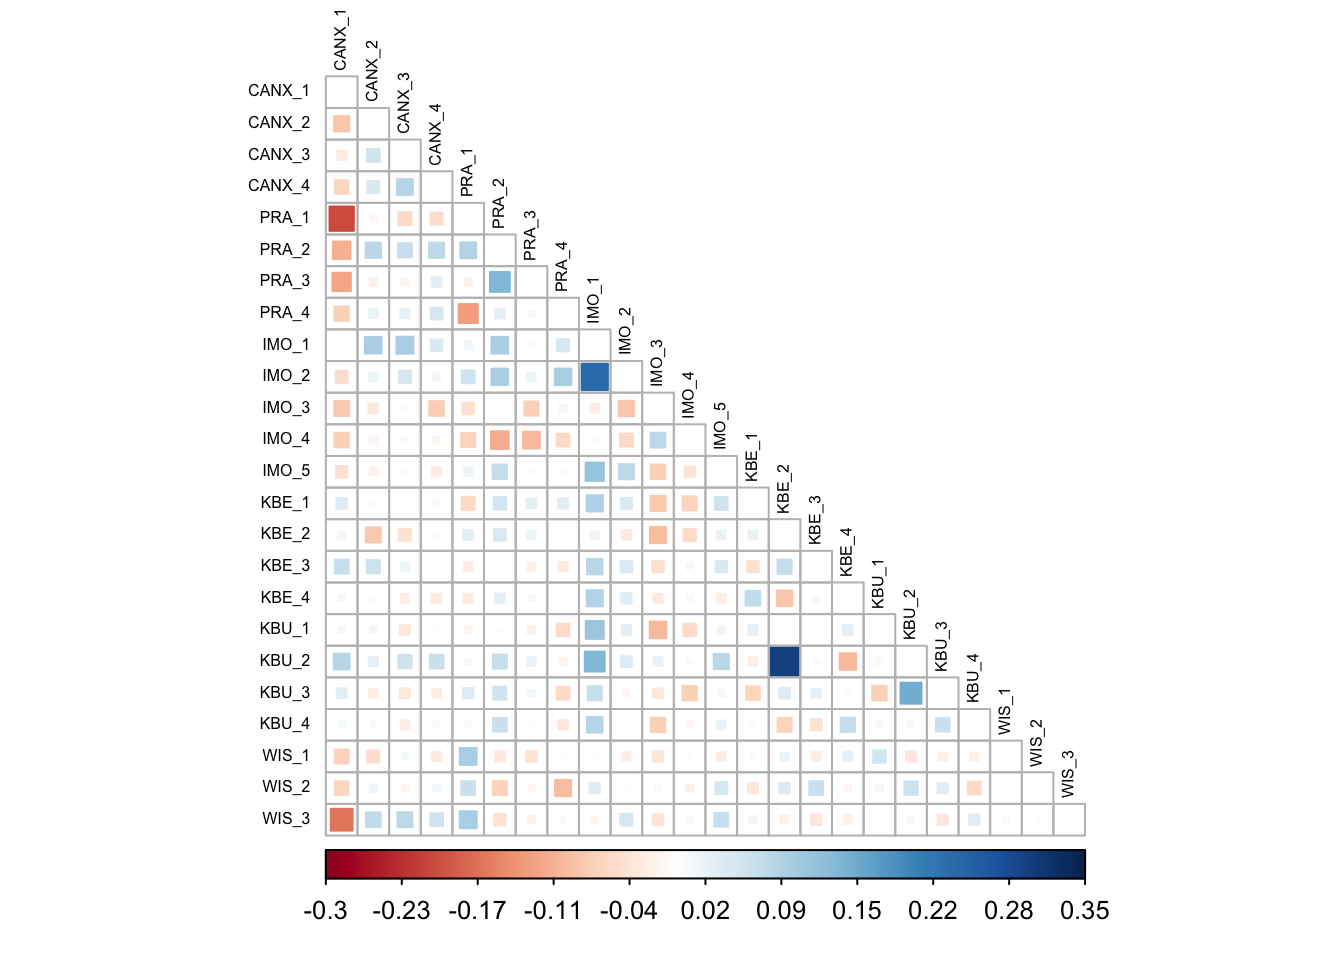 CANX_1
CANX_2
CANX_3
CANX_4
PRA_1
PRA_2
PRA_3
PRA_4
IMO_1
IMO_2
IMO_3
IMO_4
IMO_5
KBE_1
KBE_2
KBE_3
KBE_4
KBU_1
KBU_2
KBU_3
KBU_4
WIS_1
WIS_2
WIS_3
CANX_1
CANX_2
CANX_3
CANX_4
PRA_1
PRA_2
PRA_3
PRA_4
IMO_1
IMO_2
IMO_3
IMO_4
IMO_5
KBE_1
KBE_2
KBE_3
KBE_4
KBU_1
KBU_2
KBU_3
KBU_4
WIS_1
WIS_2
WIS_3
-0.3 -0.23 -0.17 -0.11 -0.04 0.02 0.09 0.15 0.22 0.28 0.35